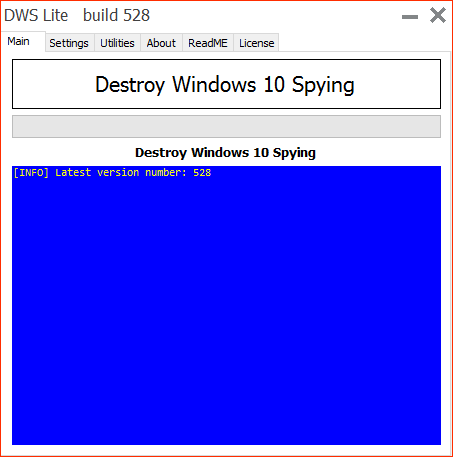 DWS Lite build 528
Main Settings Utilities About ReadME License
Destroy Windows 10 Spying
Destroy Windows 10 Spying
[INFO] Latest version number: 528